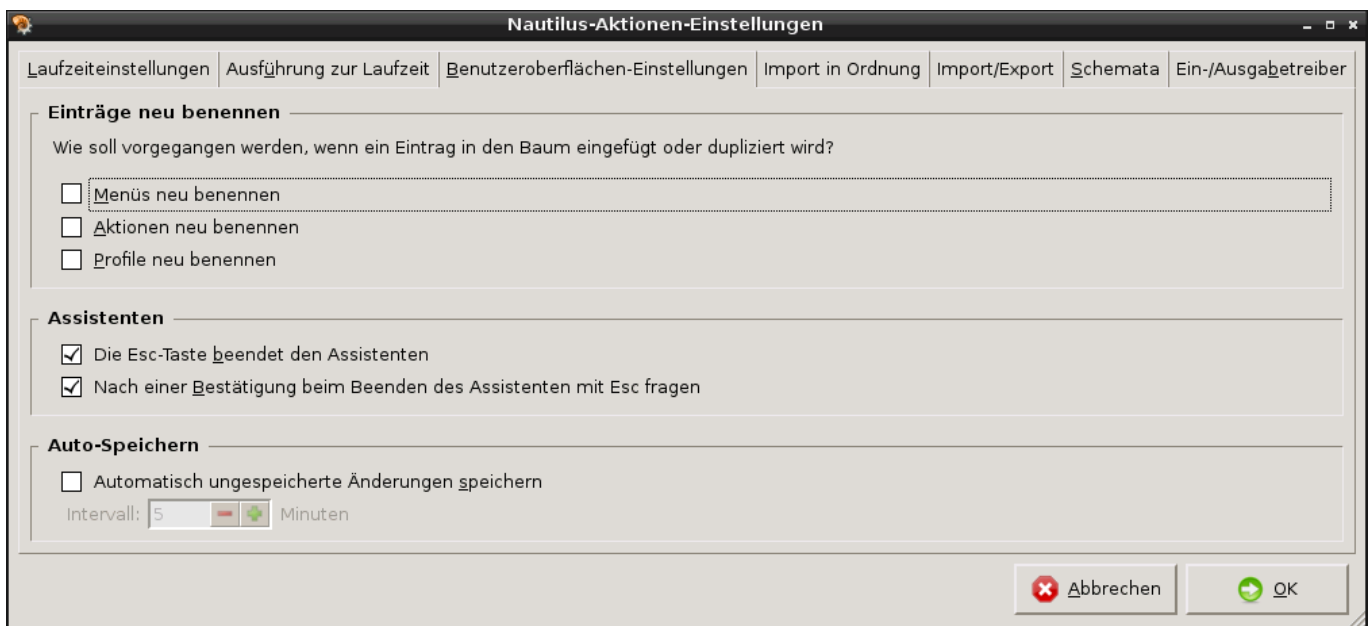 Nautilus-Aktionen-Einstellungen
Laufzeiteinstellungen Ausführung zur Laufzeit Benutzeroberflächen-Einstellungen Import in Ordnung Import/Export Schemata Ein-/Ausgabetreiber
Einträge neu benennen
Wie soll vorgegangen werden, wenn ein Eintrag in den Baum eingefügt oder dupliziert wird?
Menüs neu benennen
Aktionen neu benennen
Profile neu benennen
Assistenten
Die Esc-Taste beendet den Assistenten
Nach einer Bestätigung beim Beenden des Assistenten mit Esc fragen
Auto-Speichern
Automatisch ungespeicherte Änderungen speichern
Intervall: 5 Minuten
Abbrechen OK